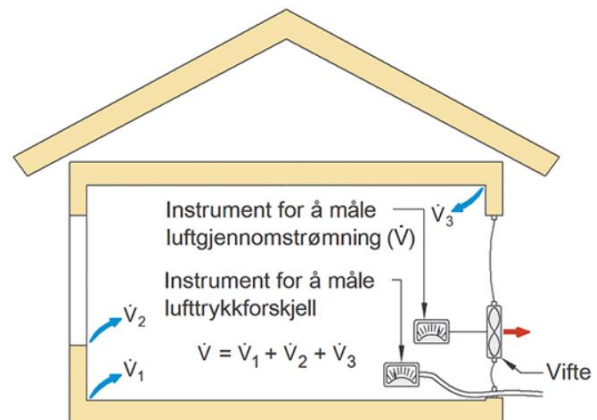 Instrument for å måle
luftgjennomstrømning (V̇)
V̇₃
Instrument for å måle
lufttrykkforskjell
V̇₂
V̇ = V̇₁ + V̇₂ + V̇₃
V̇₁
Vifte